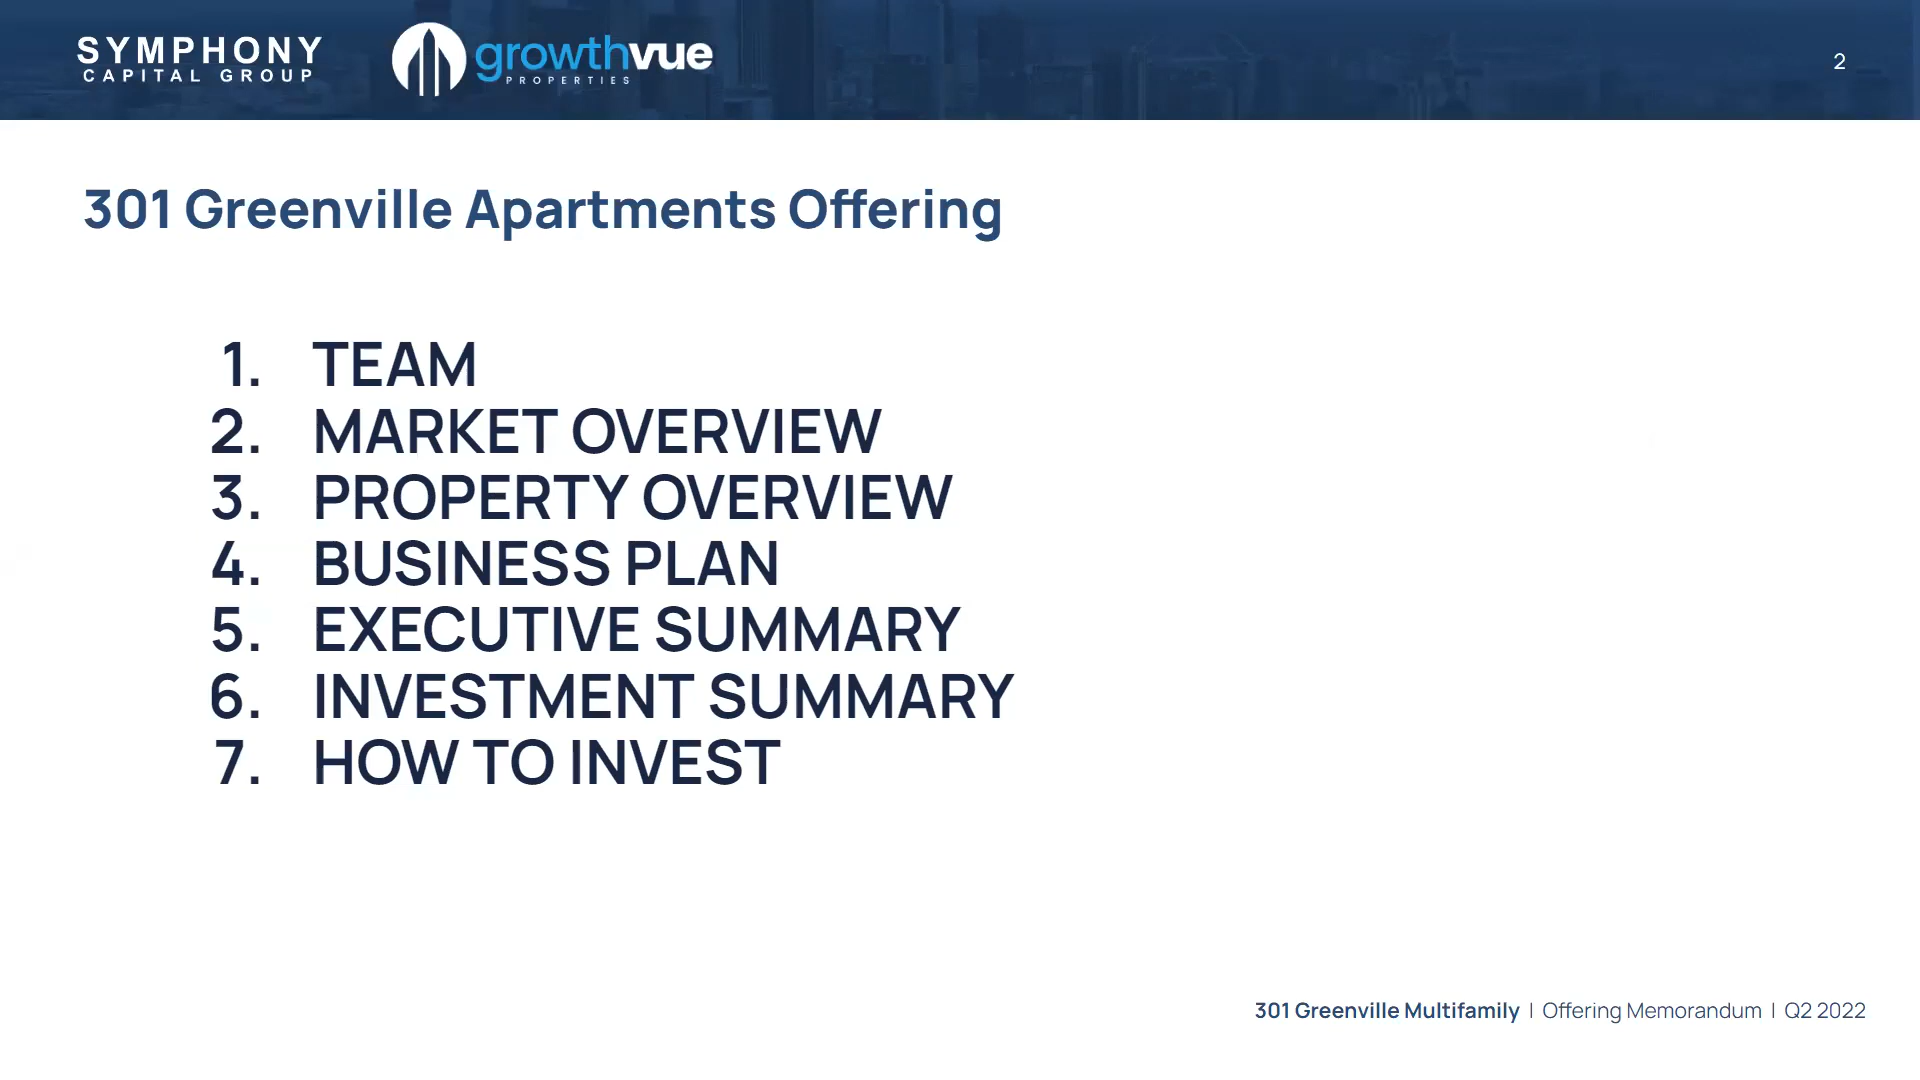 SYMPHONY
CAPITAL GROUP
growthvue
PROPERTIES
2
301 Greenville Apartments Offering
1. TEAM
2. MARKET OVERVIEW
3. PROPERTY OVERVIEW
4. BUSINESS PLAN
5. EXECUTIVE SUMMARY
6. INVESTMENT SUMMARY
7. HOW TO INVEST
301 Greenville Multifamily | Offering Memorandum | Q2 2022